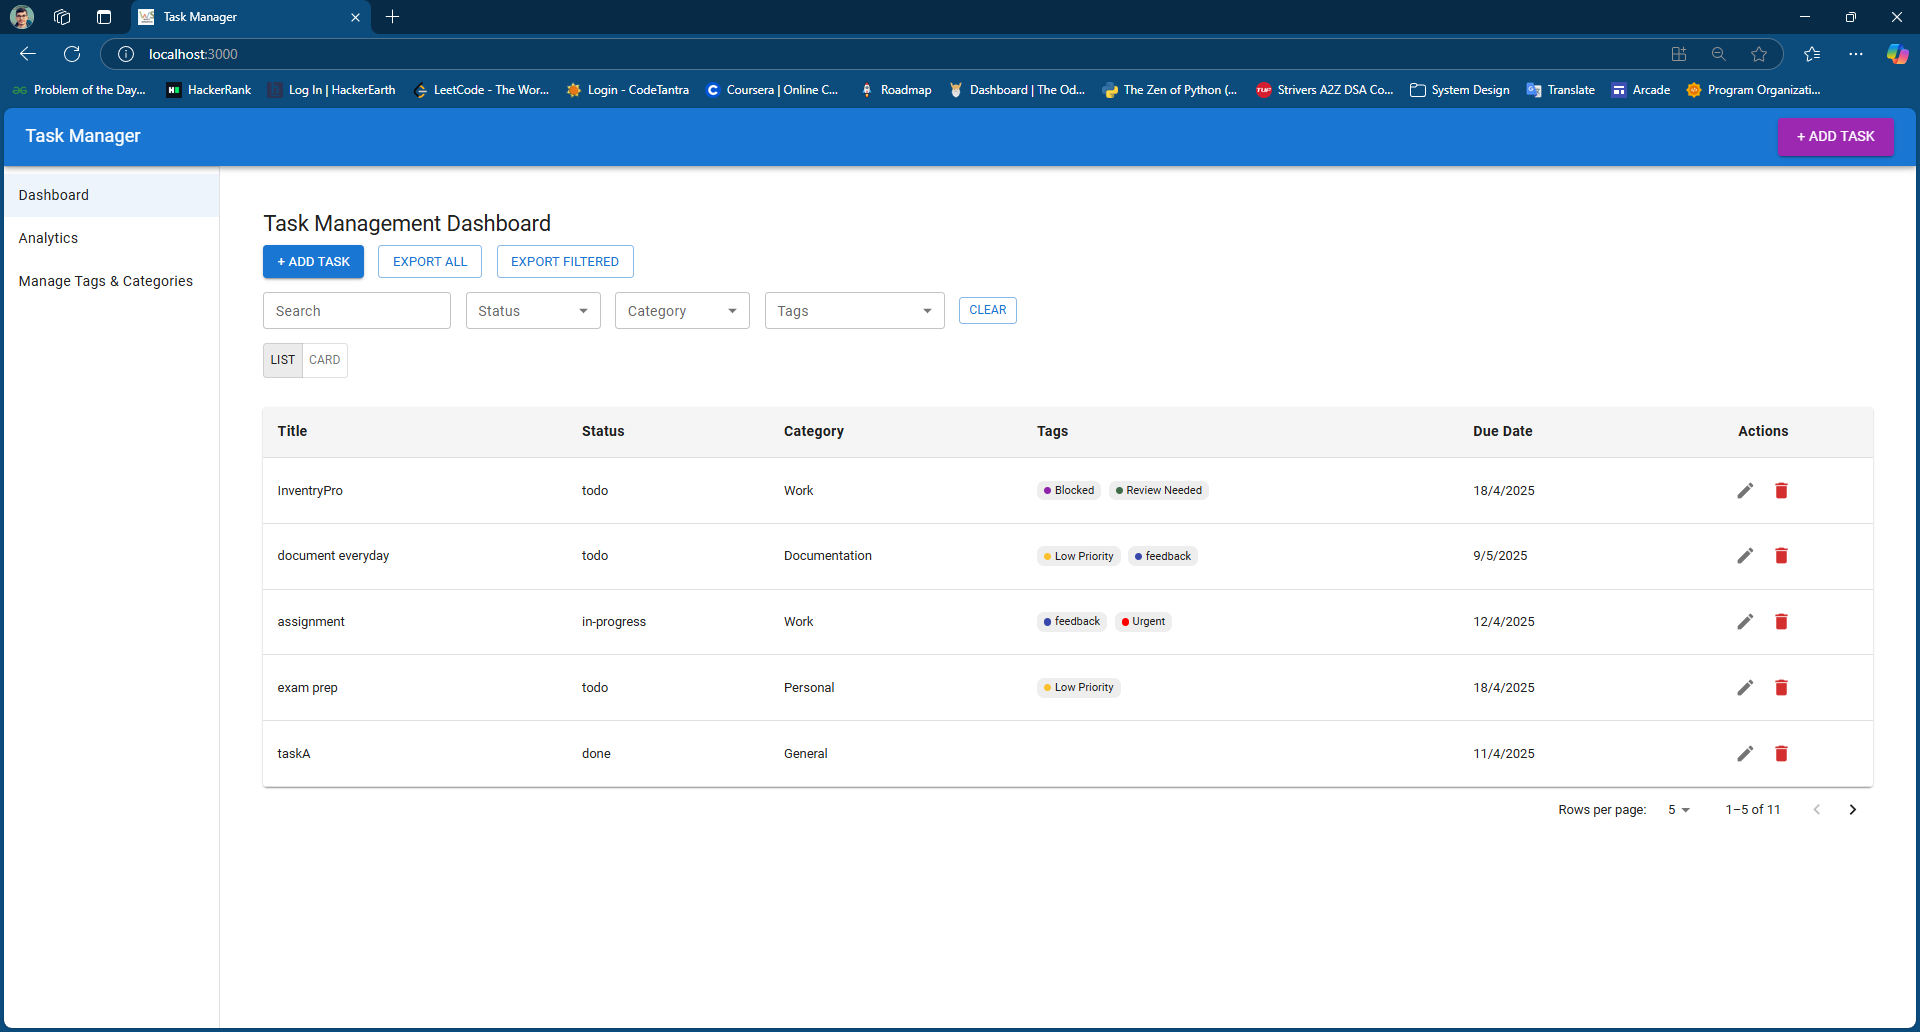 Task Manager
localhost:3000
Problem of the Day... HackerRank Log In | HackerEarth LeetCode - The Wor... Login - CodeTantra Coursera | Online C... Roadmap Dashboard | The Od... The Zen of Python (... Strivers A2Z DSA Co... System Design Translate Arcade Program Organizati...
Task Manager + ADD TASK
Dashboard
Analytics
Manage Tags & Categories
Task Management Dashboard
+ ADD TASK EXPORT ALL EXPORT FILTERED
Search Status Category Tags CLEAR
LIST CARD
Title Status Category Tags Due Date Actions
InventryPro todo Work Blocked Review Needed 18/4/2025
document everyday todo Documentation Low Priority feedback 9/5/2025
assignment in-progress Work feedback Urgent 12/4/2025
exam prep todo Personal Low Priority 18/4/2025
taskA done General 11/4/2025
Rows per page: 5 1–5 of 11